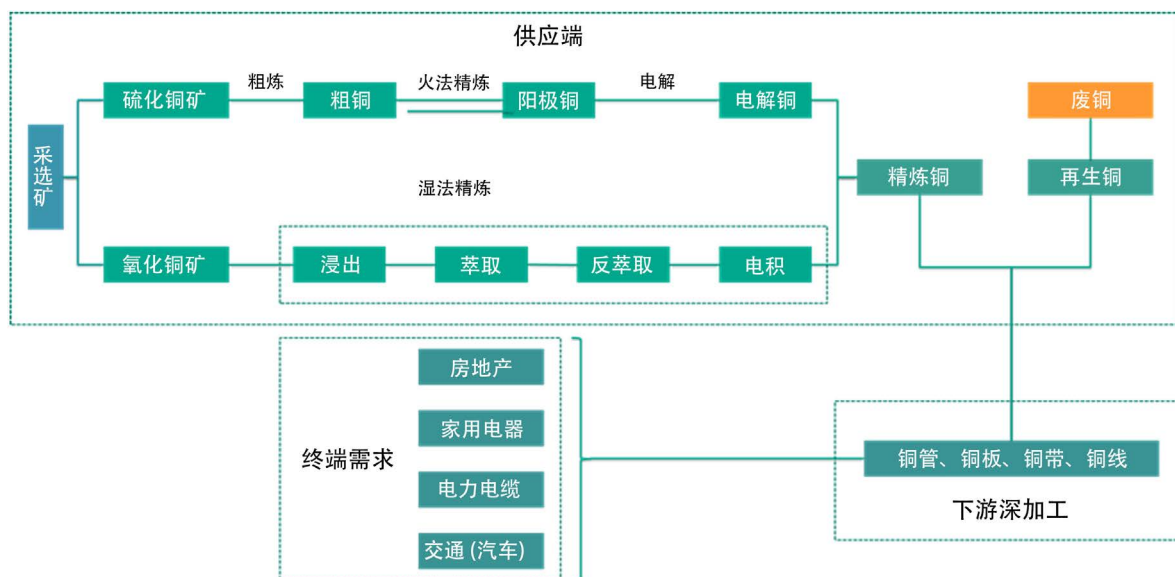 供应端
粗炼
火法精炼
电解
硫化铜矿
粗铜
阳极铜
电解铜
废铜
采选矿
精炼铜
再生铜
湿法精炼
氧化铜矿
浸出
萃取
反萃取
电积
房地产
家用电器
终端需求
铜管、铜板、铜带、铜线
电力电缆
下游深加工
交通(汽车)